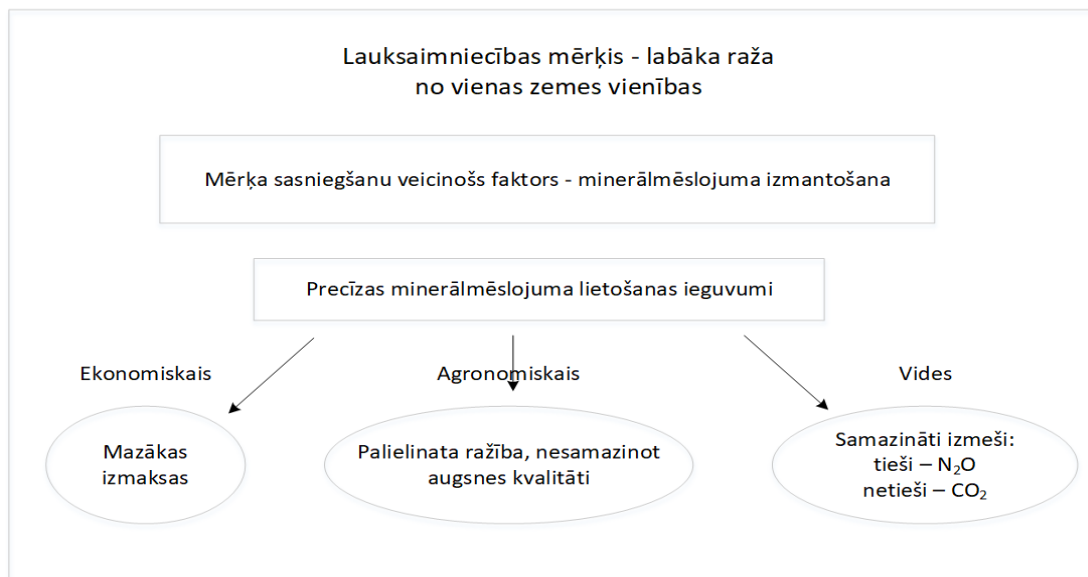 Lauksaimniecības mērķis - labāka raža
no vienas zemes vienības
Mērķa sasniegšanu veicinošs faktors - minerālmēslojuma izmantošana
Precīzas minerālmēslojuma lietošanas ieguvumi
Ekonomiskais
Agronomiskais
Vides
Mazākas
izmaksas
Palielinata ražība, nesamazinot
augsnes kvalitāti
Samazināti izmeši:
tieši – N₂O
netieši – CO₂